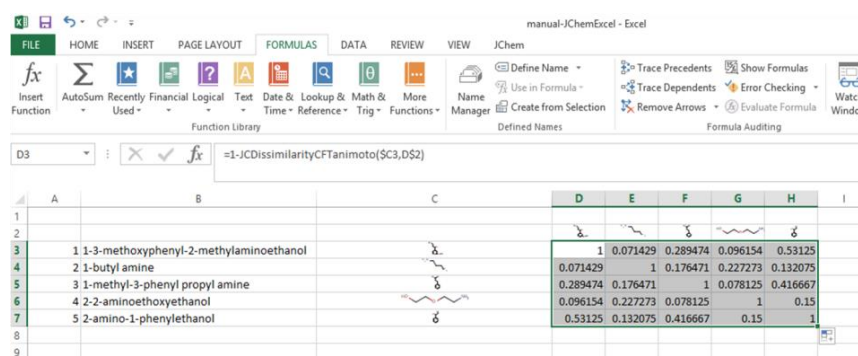 manual-JChemExcel - Excel
FILE HOME INSERT PAGE LAYOUT FORMULAS DATA REVIEW VIEW JChem
Insert Function
AutoSum
Recently Used
Financial
Logical
Text
Date & Time
Lookup & Reference
Math & Trig
More Functions
Function Library
Name Manager
Define Name
Use in Formula
Create from Selection
Defined Names
Trace Precedents
Trace Dependents
Remove Arrows
Show Formulas
Error Checking
Evaluate Formula
Formula Auditing
D3 fx =1-JCDissimilarityCFTanimoto($C3,D$2)
A B C D E F G H I
1
2
3 1 1-3-methoxyphenyl-2-methylaminoethanol 1 0.071429 0.289474 0.096154 0.53125
4 2 1-butyl amine 0.071429 1 0.176471 0.227273 0.132075
5 3 1-methyl-3-phenyl propyl amine 0.289474 0.176471 1 0.078125 0.416667
6 4 2-2-aminoethoxyethanol 0.096154 0.227273 0.078125 1 0.15
7 5 2-amino-1-phenylethanol 0.53125 0.132075 0.416667 0.15 1
8
9